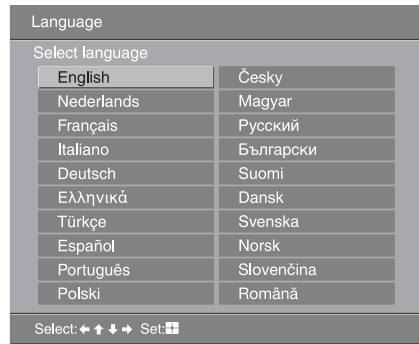 Language
Select language
English Česky
Nederlands Magyar
Français Русский
Italiano Български
Deutsch Suomi
Ελληνικά Dansk
Türkçe Svenska
Español Norsk
Português Slovenčina
Polski Română
Select: ← ↑ ↓ → Set: